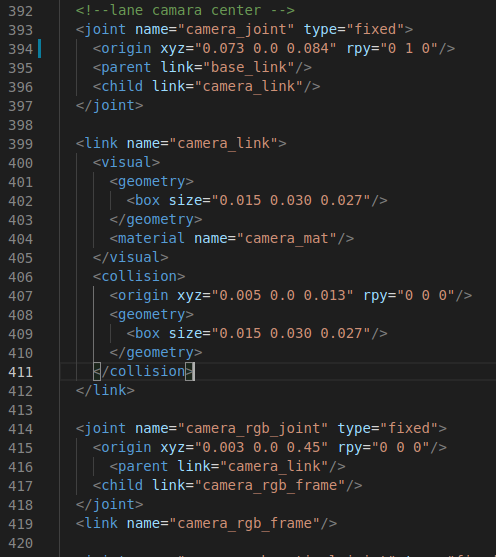 392 <!--lane camara center -->
393 <joint name="camera_joint" type="fixed">
394 <origin xyz="0.073 0.0 0.084" rpy="0 1 0"/>
395 <parent link="base_link"/>
396 <child link="camera_link"/>
397 </joint>
398
399 <link name="camera_link">
400 <visual>
401 <geometry>
402 <box size="0.015 0.030 0.027"/>
403 </geometry>
404 <material name="camera_mat"/>
405 </visual>
406 <collision>
407 <origin xyz="0.005 0.0 0.013" rpy="0 0 0"/>
408 <geometry>
409 <box size="0.015 0.030 0.027"/>
410 </geometry>
411 </collision>
412 </link>
413
414 <joint name="camera_rgb_joint" type="fixed">
415 <origin xyz="0.003 0.0 0.45" rpy="0 0 0"/>
416 <parent link="camera_link"/>
417 <child link="camera_rgb_frame"/>
418 </joint>
419 <link name="camera_rgb_frame"/>
420